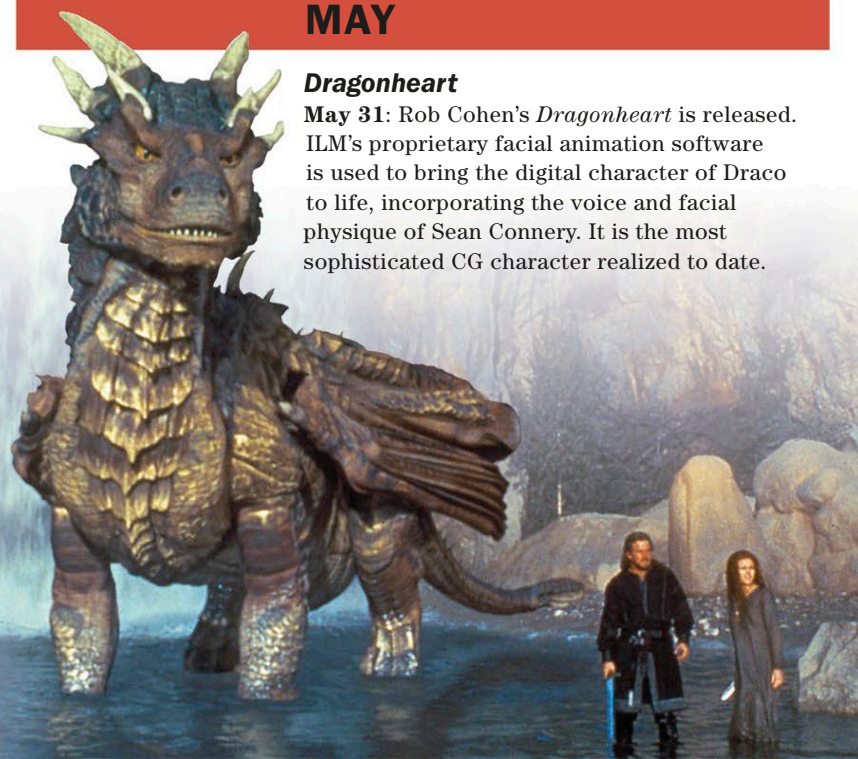 MAY
Dragonheart
May 31: Rob Cohen's Dragonheart is released.
ILM's proprietary facial animation software
is used to bring the digital character of Draco
to life, incorporating the voice and facial
physique of Sean Connery. It is the most
sophisticated CG character realized to date.